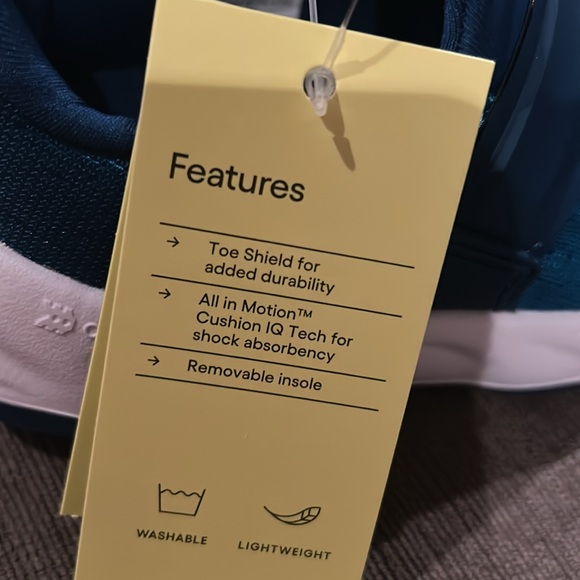 Features
→ Toe Shield for
added durability
→ All in Motion™
Cushion IQ Tech for
shock absorbency
→ Removable insole
WASHABLE
LIGHTWEIGHT